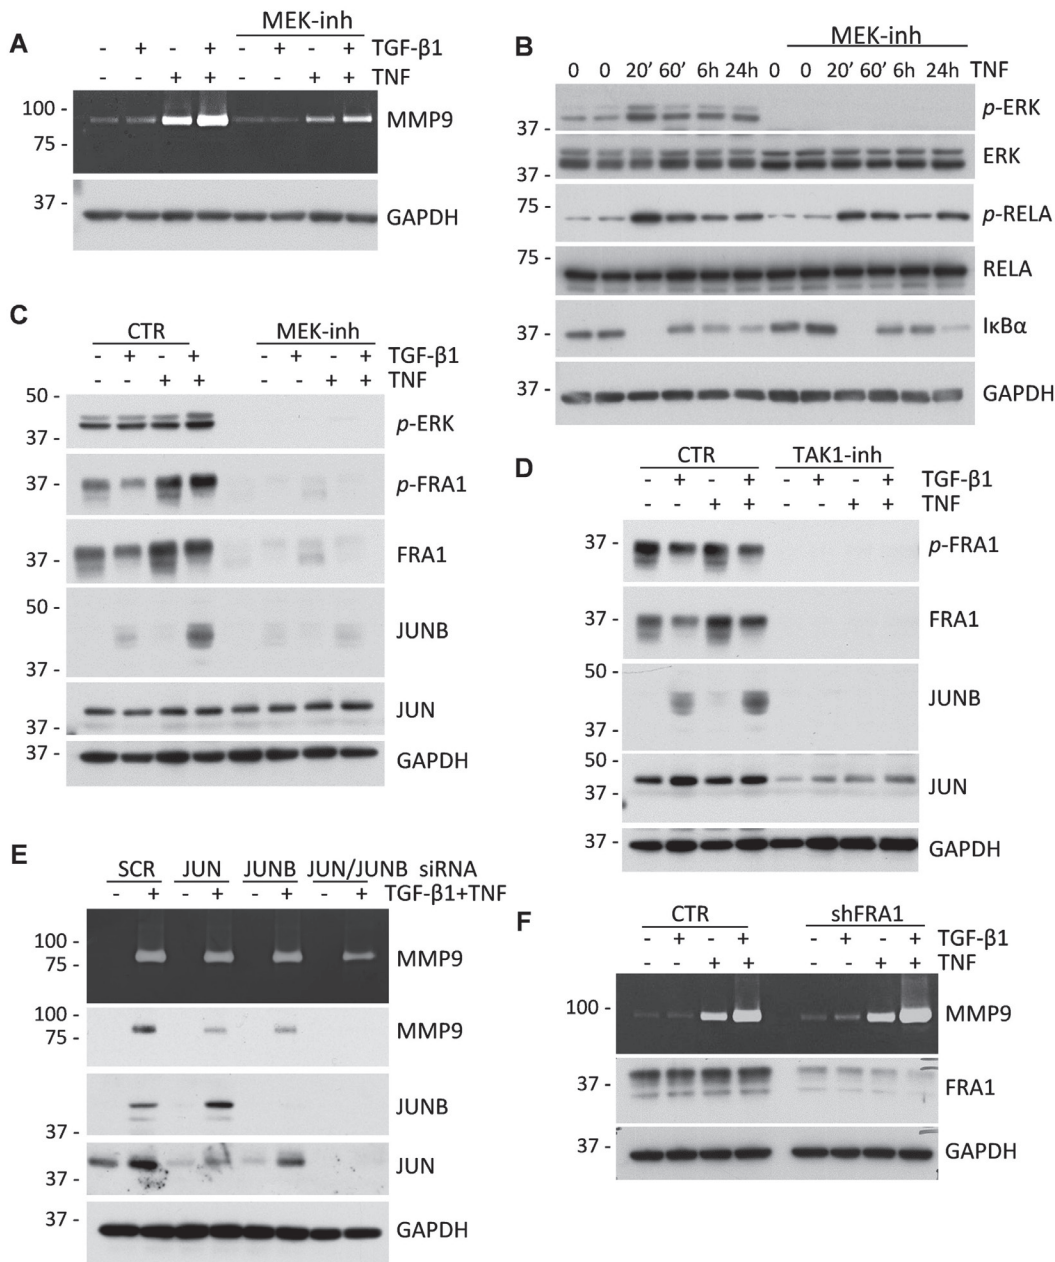 A
MEK-inh
- + - + - + - + TGF-β1
- - + + - - + + TNF
100 -
75 -
MMP9
37 -
GAPDH
B
MEK-inh
0 0 20' 60' 6h 24h 0 0 20' 60' 6h 24h TNF
p-ERK
37 -
ERK
37 -
75 -
p-RELA
75 -
RELA
37 -
IκBα
37 -
GAPDH
C
CTR MEK-inh
- + - + - + - + TGF-β1
- - + + - - + + TNF
50 -
37 -
p-ERK
37 -
p-FRA1
37 -
FRA1
50 -
37 -
JUNB
37 -
JUN
37 -
GAPDH
D
CTR TAK1-inh
- + - + - + - + TGF-β1
- - + + - - + + TNF
37 -
p-FRA1
37 -
FRA1
50 -
37 -
JUNB
50 -
37 -
JUN
37 -
GAPDH
E
SCR JUN JUNB JUN/JUNB siRNA
- + - + - + - + TGF-β1+TNF
100 -
75 -
MMP9
100 -
75 -
MMP9
37 -
JUNB
37 -
JUN
37 -
GAPDH
F
CTR shFRA1
- + - + - + - + TGF-β1
- - + + - - + + TNF
100 -
MMP9
37 -
FRA1
37 -
GAPDH